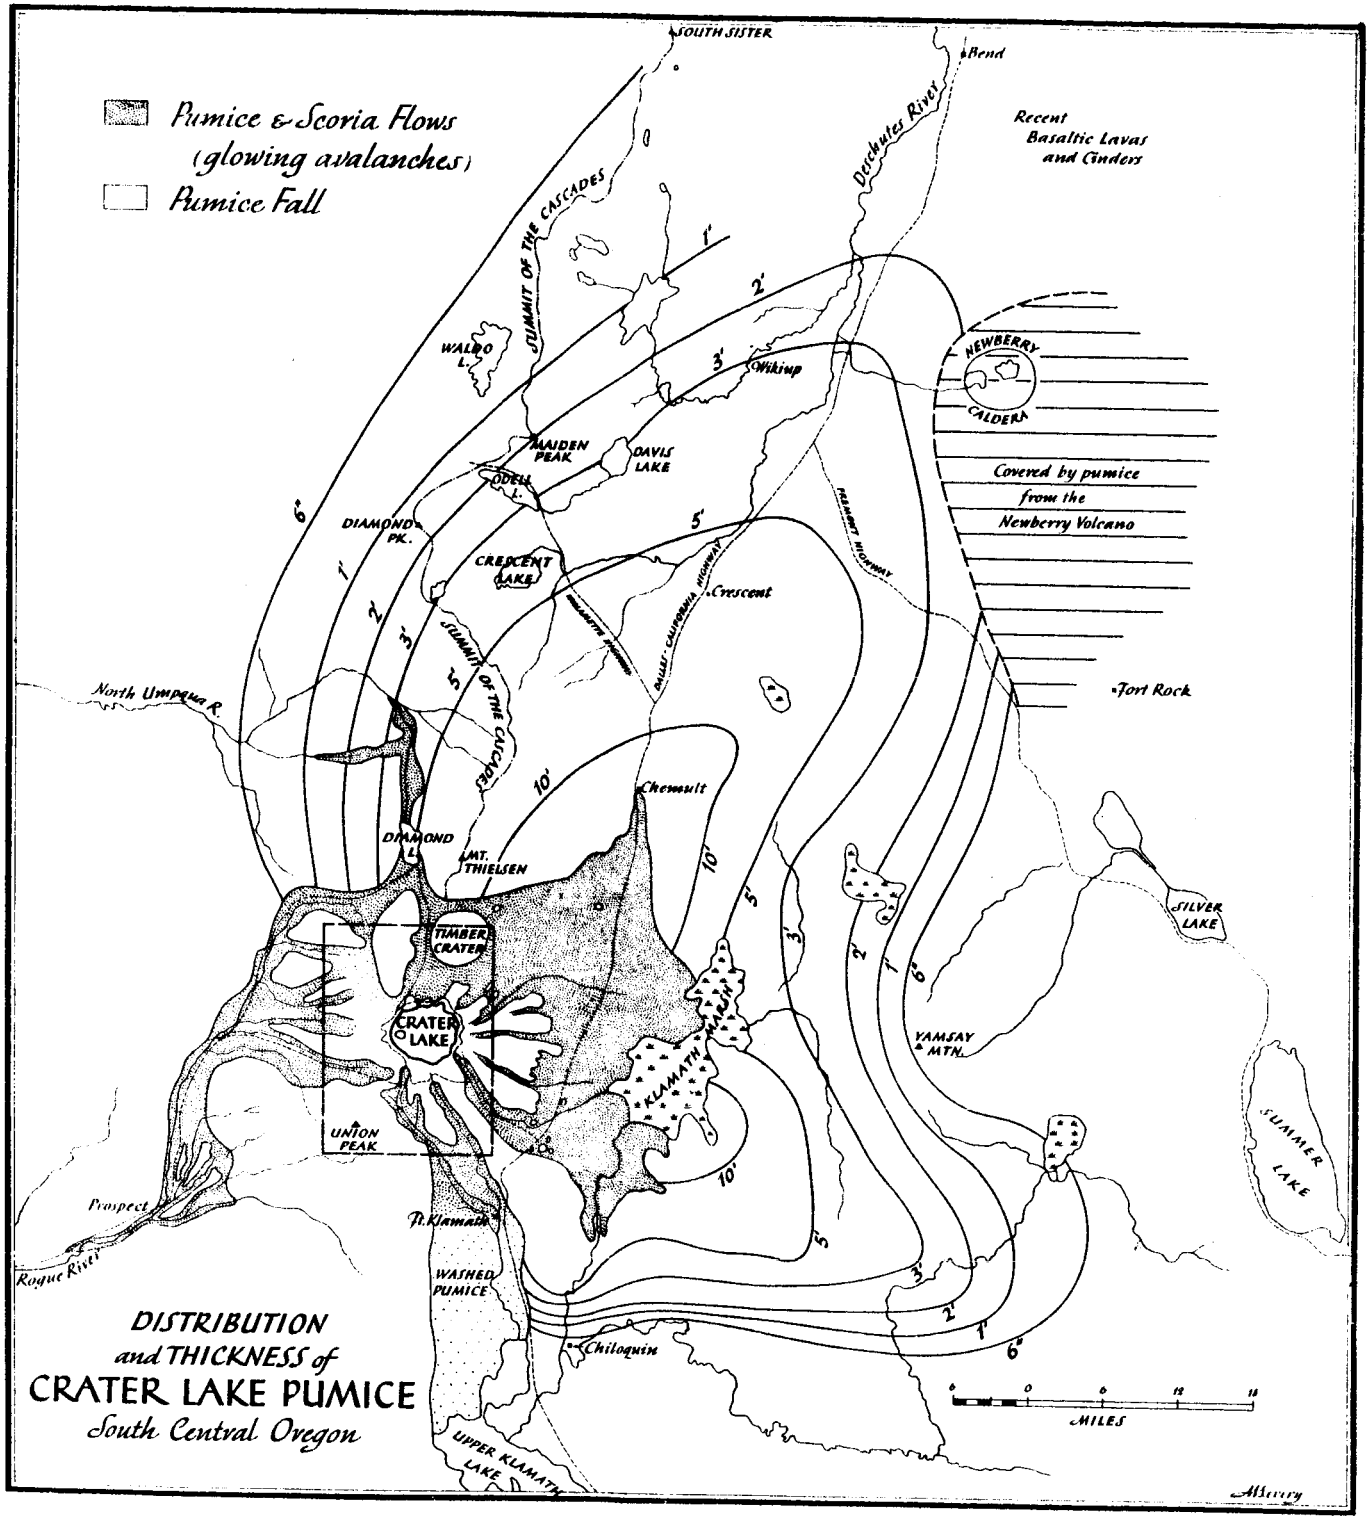 SOUTH SISTER
Bend
Pumice & Scoria Flows
(glowing avalanches)
Pumice Fall
Deschutes River
Recent
Basaltic Lavas
and Cinders
SUMMIT OF THE CASCADES
1'
2'
3'
WALDO
L.
Wikiup
NEWBERRY
CALDERA
MAIDEN
PEAK
DAVIS
LAKE
ODELL
L.
Covered by pumice
from the
Newberry Volcano
6"
DIAMOND
PK.
5'
FREMONT HIGHWAY
CRESCENT
LAKE
1'
2'
3'
5'
Crescent
WILLAMETTE HIGHWAY
DALLES-CALIFORNIA HIGHWAY
SUMMIT OF THE CASCADES
North Umpqua R.
Fort Rock
10'
Chemult
DIAMOND
L.
MT.
THIELSEN
10'
5'
3'
2'
1'
6"
SILVER
LAKE
TIMBER
CRATER
CRATER
LAKE
KLAMATH MARSH
YAMSAY
MTN.
UNION
PEAK
SUMMER
LAKE
10'
Prospect
Ft. Klamath
Rogue River
5'
3'
2'
1'
6"
WASHED
PUMICE
Chiloquin
DISTRIBUTION
and THICKNESS of
CRATER LAKE PUMICE
South Central Oregon
6 0 6 12 18
MILES
UPPER KLAMATH
LAKE